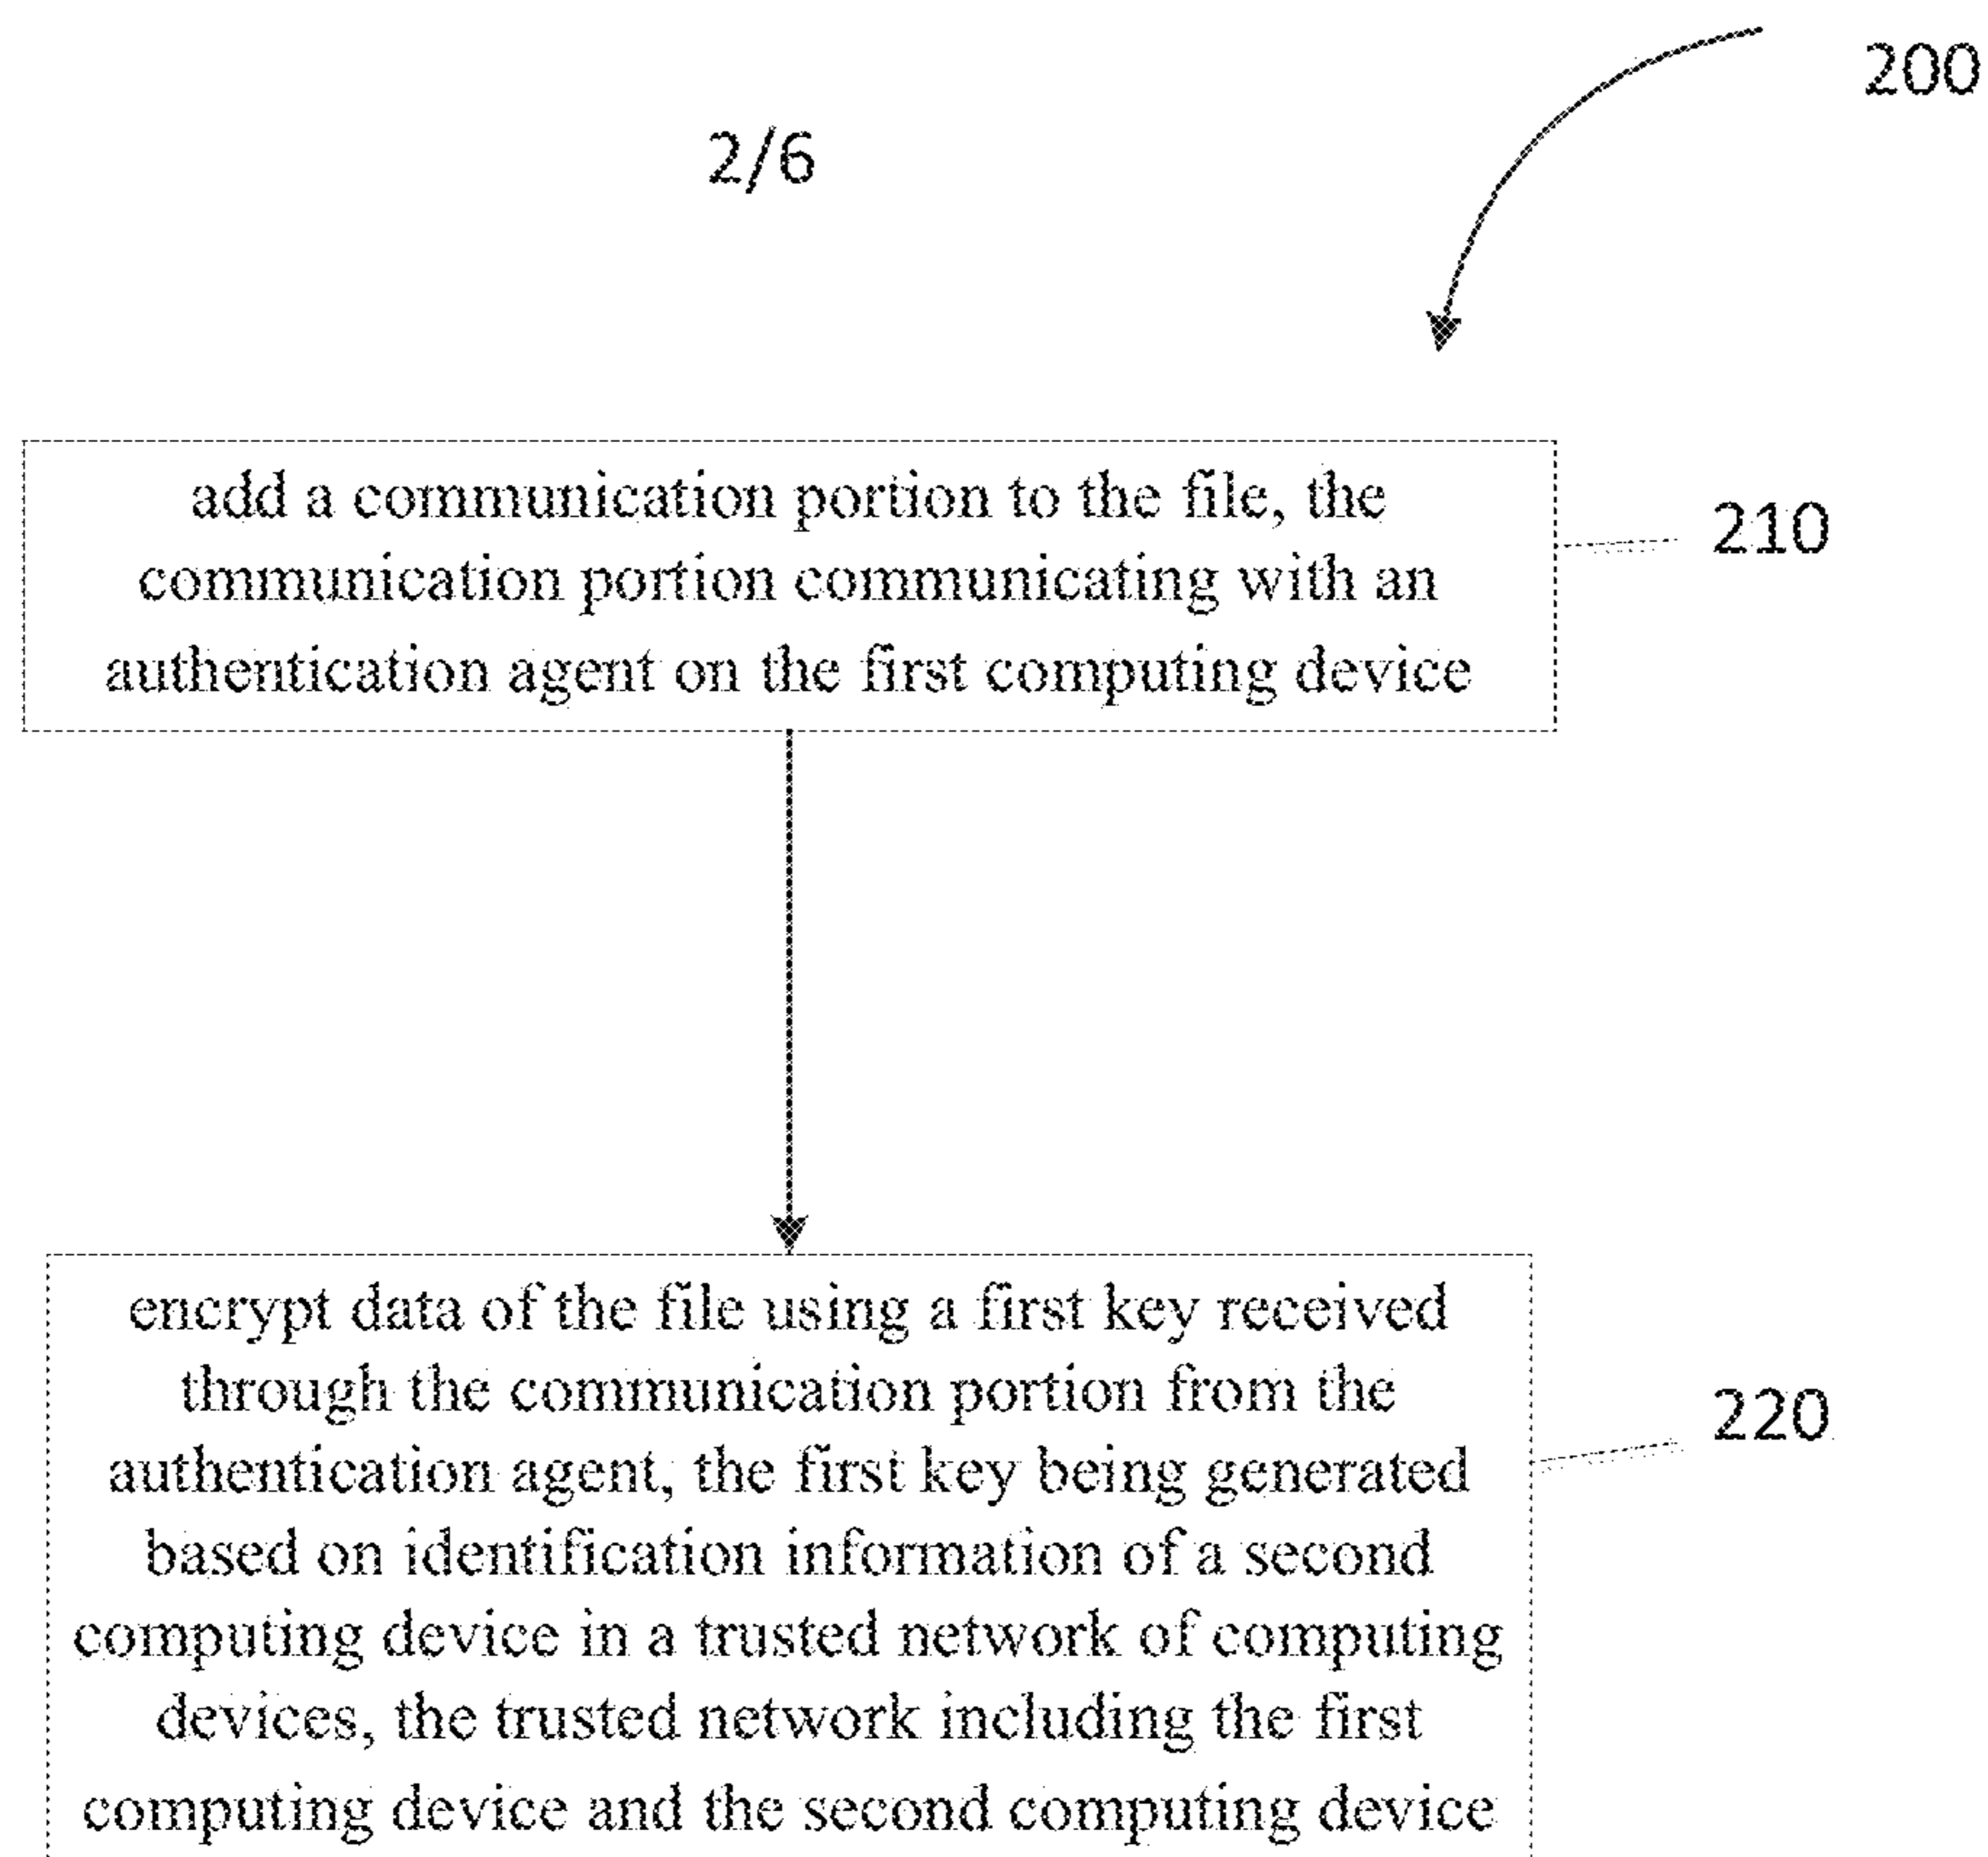 200
2/6
add a communication portion to the file, the
communication portion communicating with an
authentication agent on the first computing device
210
encrypt data of the file using a first key received
through the communication portion from the
authentication agent, the first key being generated
based on identification information of a second
computing device in a trusted network of computing
devices, the trusted network including the first
computing device and the second computing device
220